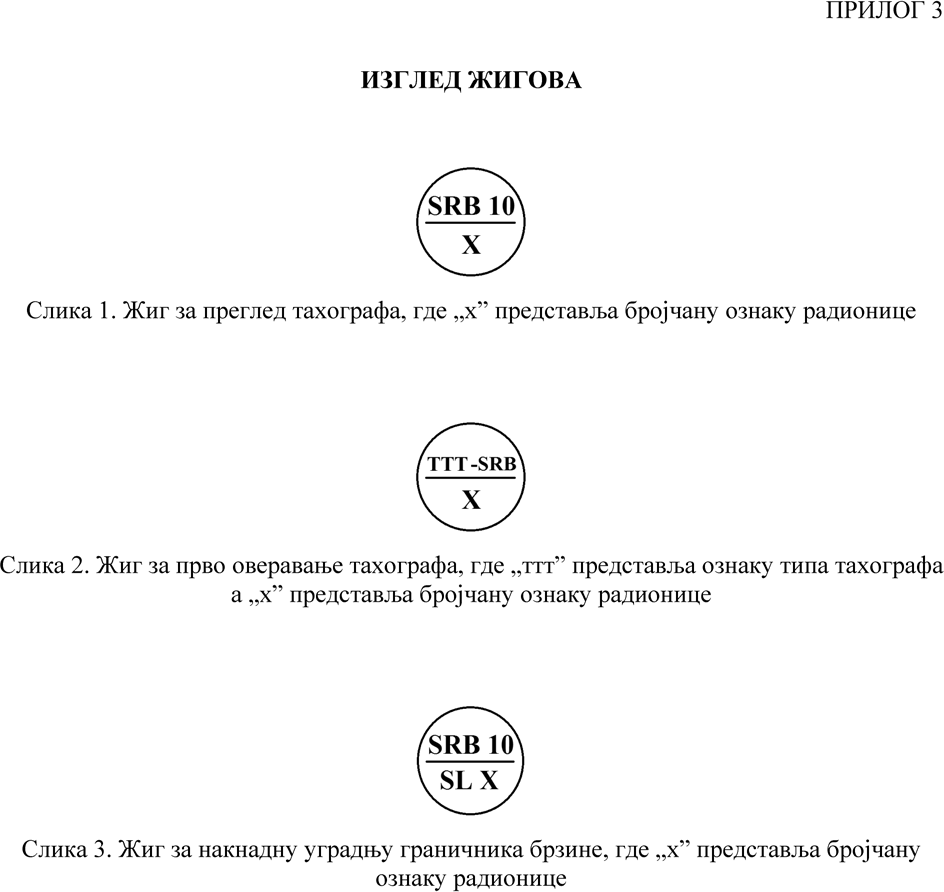 ПРИЛОГ 3
ИЗГЛЕД ЖИГОВА
SRB 10
X
Слика 1. Жиг за преглед тахографа, где „x” представља бројчану ознаку радионице
TTT-SRB
X
Слика 2. Жиг за прво оверавање тахографа, где „ттт” представља ознаку типа тахографа
а „x” представља бројчану ознаку радионице
SRB 10
SL X
Слика 3. Жиг за накнадну уградњу граничника брзине, где „x” представља бројчану
ознаку радионице